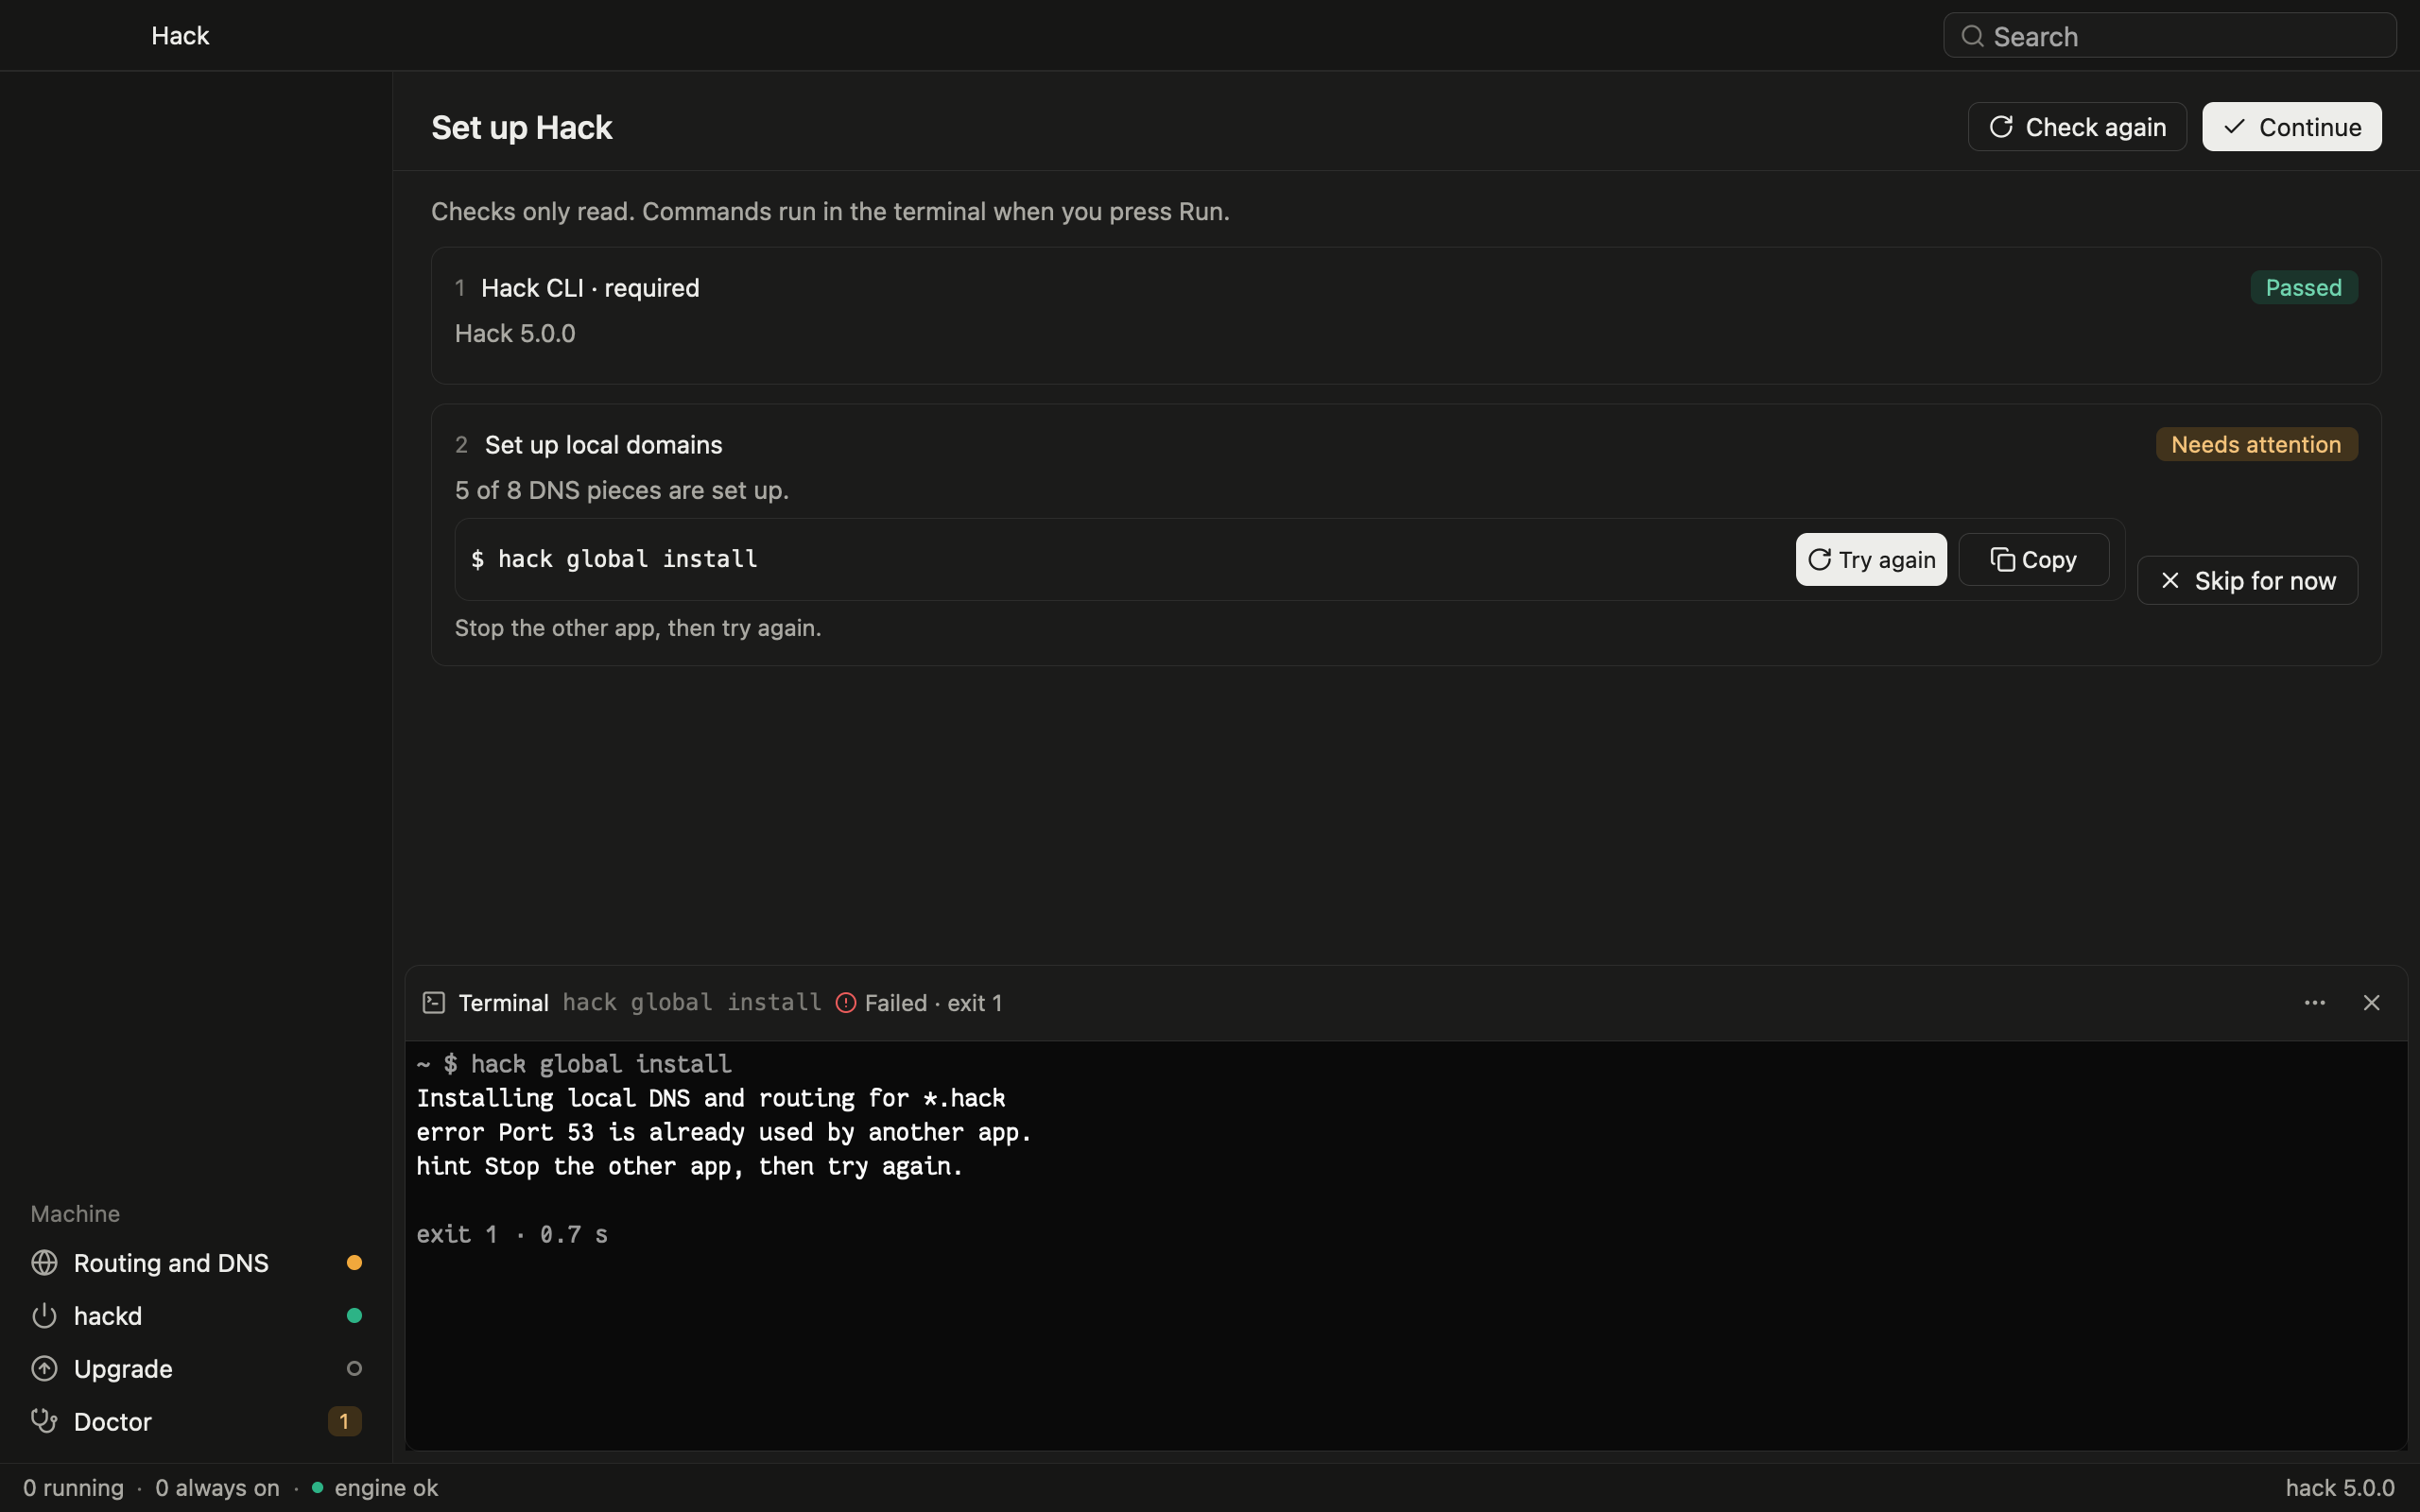 Hack
Search
Set up Hack
Check again
Continue
Checks only read. Commands run in the terminal when you press Run.
1 Hack CLI · required
Passed
Hack 5.0.0
2 Set up local domains
Needs attention
5 of 8 DNS pieces are set up.
$ hack global install
Try again
Copy
Skip for now
Stop the other app, then try again.
Terminal hack global install Failed · exit 1
~ $ hack global install
Installing local DNS and routing for *.hack
error Port 53 is already used by another app.
hint Stop the other app, then try again.
exit 1 · 0.7 s
Machine
Routing and DNS
hackd
Upgrade
Doctor 1
0 running · 0 always on · engine ok
hack 5.0.0